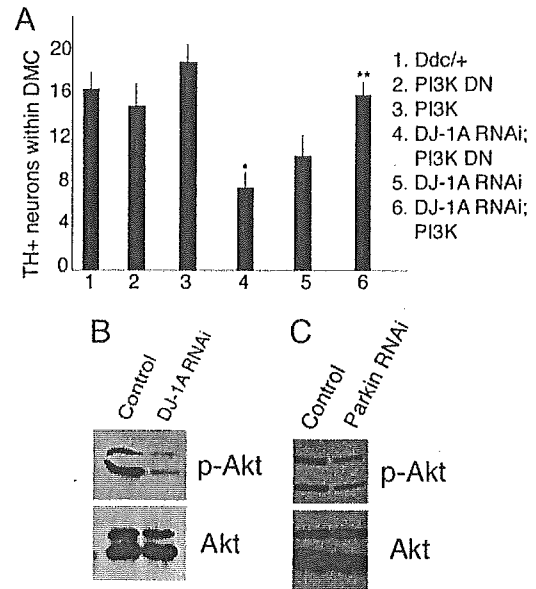 A
TH+ neurons within DMC
20
16
12
8
4
0
*
**
1 2 3 4 5 6
1. Ddc/+
2. PI3K DN
3. PI3K
4. DJ-1A RNAi;
PI3K DN
5. DJ-1A RNAi
6. DJ-1A RNAi;
PI3K
B
Control
DJ-1A RNAi
p-Akt
Akt
C
Control
Parkin RNAi
p-Akt
Akt